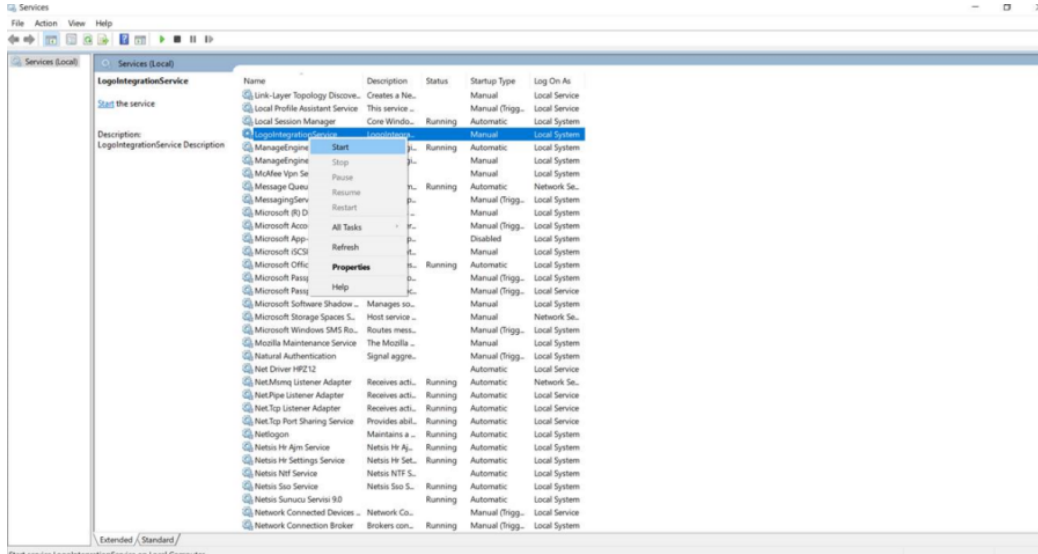 Services
File Action View Help
Services (Local)
Services (Local)
LogoIntegrationService
Start the service
Description:
LogoIntegrationService Description
Name Description Status Startup Type Log On As
Link-Layer Topology Discove... Creates a Ne... Manual Local Service
Local Profile Assistant Service This service ... Manual (Trigg... Local Service
Local Session Manager Core Windo... Running Automatic Local System
LogoIntegrationService LogoIntegra... Manual Local System
ManageEngine Running Automatic Local System
ManageEngine Manual Local System
McAfee Vpn Se Manual Local System
Message Queu Running Automatic Network Se...
MessagingServ Manual (Trigg... Local System
Microsoft (R) D Manual Local System
Microsoft Acco Manual (Trigg... Local System
Microsoft App- Disabled Local System
Microsoft iSCSI Manual Local System
Microsoft Offic Running Automatic Local System
Microsoft Passp Manual (Trigg... Local System
Microsoft Passp Manual (Trigg... Local Service
Start
Stop
Pause
Resume
Restart
All Tasks
Refresh
Properties
Help
Microsoft Software Shadow ... Manages so... Manual Local System
Microsoft Storage Spaces S... Host service ... Manual Network Se...
Microsoft Windows SMS Ro... Routes mess... Manual (Trigg... Local System
Mozilla Maintenance Service The Mozilla ... Manual Local System
Natural Authentication Signal aggre... Manual (Trigg... Local System
Net Driver HPZ12 Automatic Local Service
Net.Msmq Listener Adapter Receives acti... Running Automatic Network Se...
Net.Pipe Listener Adapter Receives acti... Running Automatic Local Service
Net.Tcp Listener Adapter Receives acti... Running Automatic Local Service
Net.Tcp Port Sharing Service Provides abil... Running Automatic Local Service
Netlogon Maintains a ... Running Automatic Local System
Netsis Hr Ajm Service Netsis Hr Aj... Running Automatic Local System
Netsis Hr Settings Service Netsis Hr Set... Running Automatic Local System
Netsis Ntf Service Netsis NTF S... Automatic Local System
Netsis Sso Service Netsis Sso S... Running Automatic Local System
Netsis Sunucu Servisi 9.0 Running Automatic Local System
Network Connected Devices ... Network Co... Manual (Trigg... Local Service
Network Connection Broker Brokers con... Running Manual (Trigg... Local System
Extended Standard